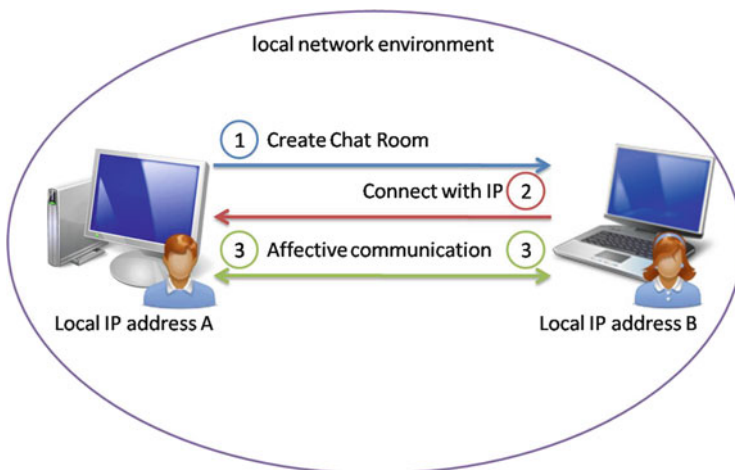 local network environment
1 Create Chat Room
Connect with IP 2
3 Affective communication 3
Local IP address A
Local IP address B